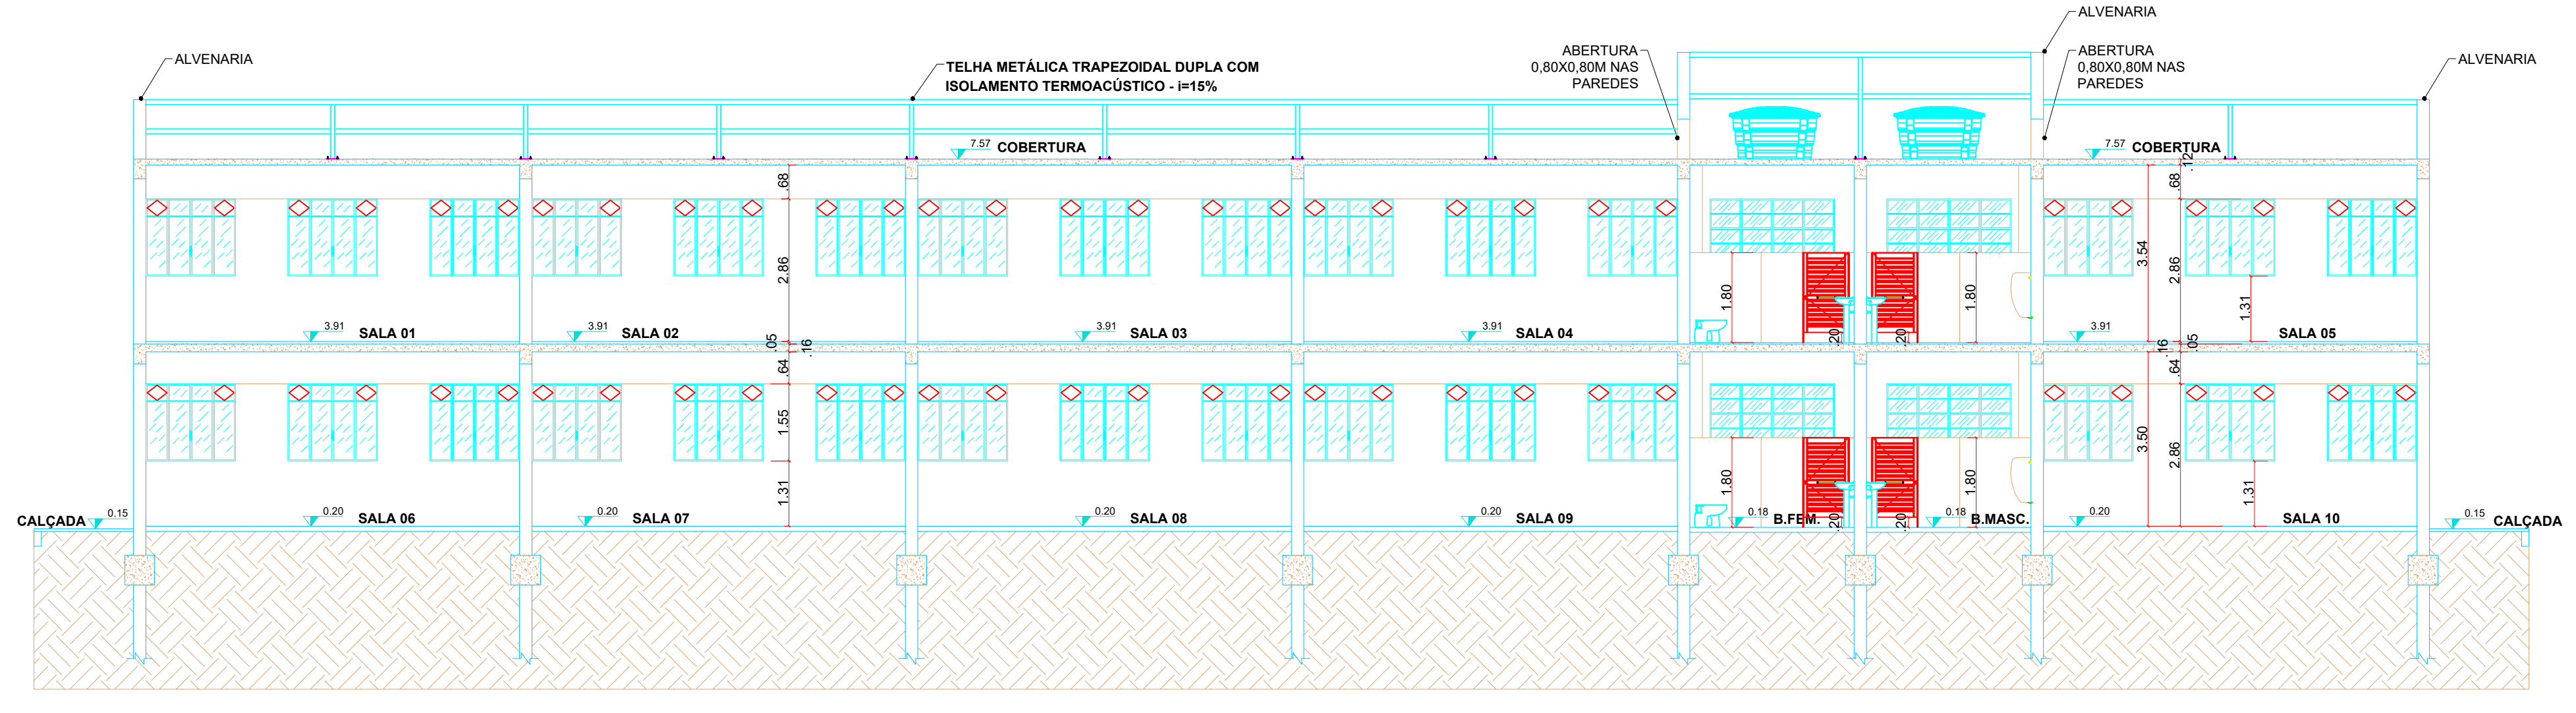 ALVENARIA
ALVENARIA
TELHA METÁLICA TRAPEZOIDAL DUPLA COM
ISOLAMENTO TERMOACÚSTICO - i=15%
ABERTURA
0,80X0,80M NAS
PAREDES
ABERTURA
0,80X0,80M NAS
PAREDES
ALVENARIA
7.57 COBERTURA
7.57 COBERTURA
.12
.68
.68
2.86
3.54
2.86
1.31
1.80
1.80
.20
.20
3.91 SALA 01
3.91 SALA 02
3.91 SALA 03
3.91 SALA 04
3.91 SALA 05
.05
.16
.64
.16
.05
.64
1.55
1.31
1.80
1.80
3.50
2.86
1.31
.20
.20
CALÇADA 0.15
0.20 SALA 06
0.20 SALA 07
0.20 SALA 08
0.20 SALA 09
0.18 B.FEM.
0.18 B.MASC.
0.20 SALA 10
0.15 CALÇADA